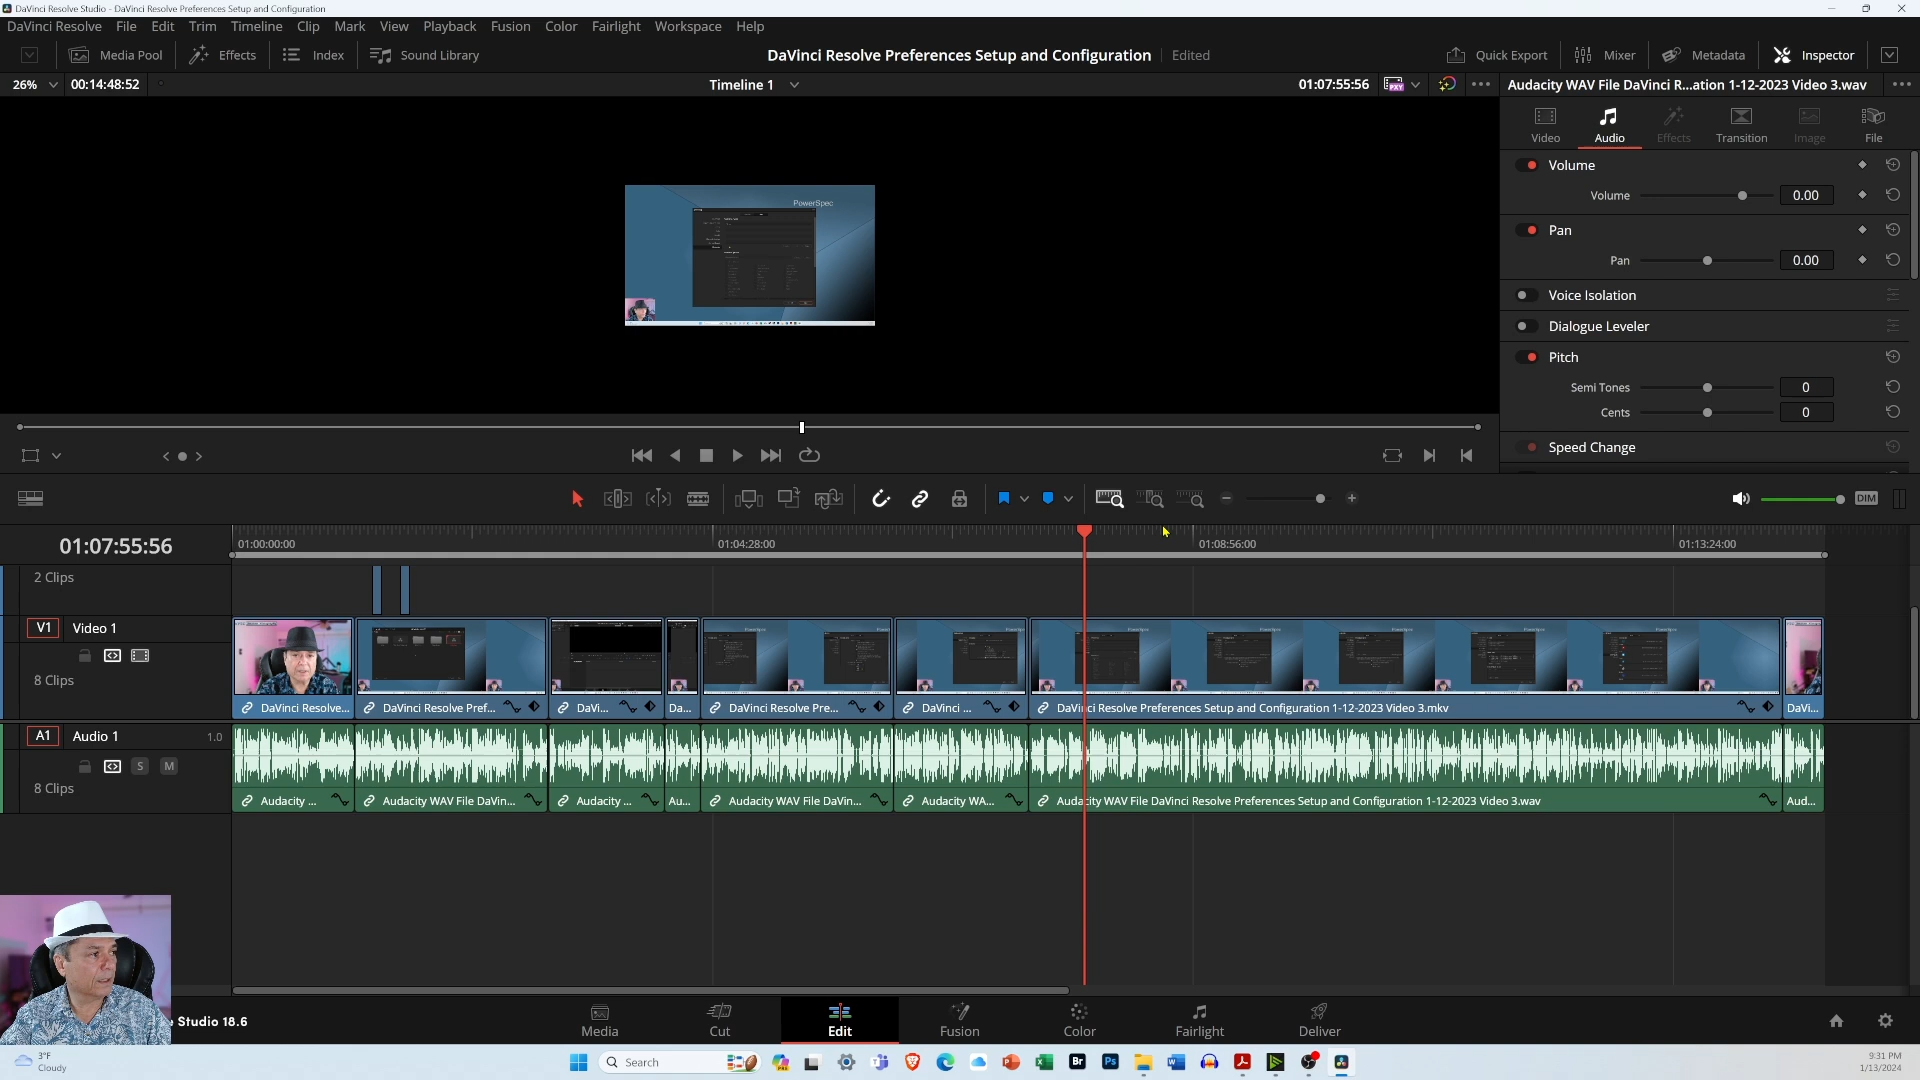 DaVinci Resolve Studio - DaVinci Resolve Preferences Setup and Configuration
DaVinci Resolve File Edit Trim Timeline Clip Mark View Playback Fusion Color Fairlight Workspace Help
Media Pool Effects Index Sound Library DaVinci Resolve Preferences Setup and Configuration Edited Quick Export Mixer Metadata Inspector
26% 00:14:48:52 Timeline 1 01:07:55:56 Audacity WAV File DaVinci R...ation 1-12-2023 Video 3.wav
Video Audio Effects Transition Image File
Volume
Volume 0.00
PowerSpec
Pan
Pan 0.00
Voice Isolation
Dialogue Leveler
Pitch
Semi Tones 0
Cents 0
Speed Change
DIM
01:07:55:56 01:00:00:00 01:04:28:00 01:08:56:00 01:13:24:00
2 Clips
V1 Video 1
8 Clips
DaVinci Resolve... DaVinci Resolve Pref... DaVi... Da... DaVinci Resolve Pre... DaVinci ... DaVinci Resolve Preferences Setup and Configuration 1-12-2023 Video 3.mkv DaVi...
A1 Audio 1 1.0
S M
8 Clips
Audacity ... Audacity WAV File DaVin... Audacity ... Au... Audacity WAV File DaVin... Audacity WA... Audacity WAV File DaVinci Resolve Preferences Setup and Configuration 1-12-2023 Video 3.wav Aud...
e Studio 18.6 Media Cut Edit Fusion Color Fairlight Deliver
3°F
Cloudy
Search
Br
Ps
9:31 PM
1/13/2024